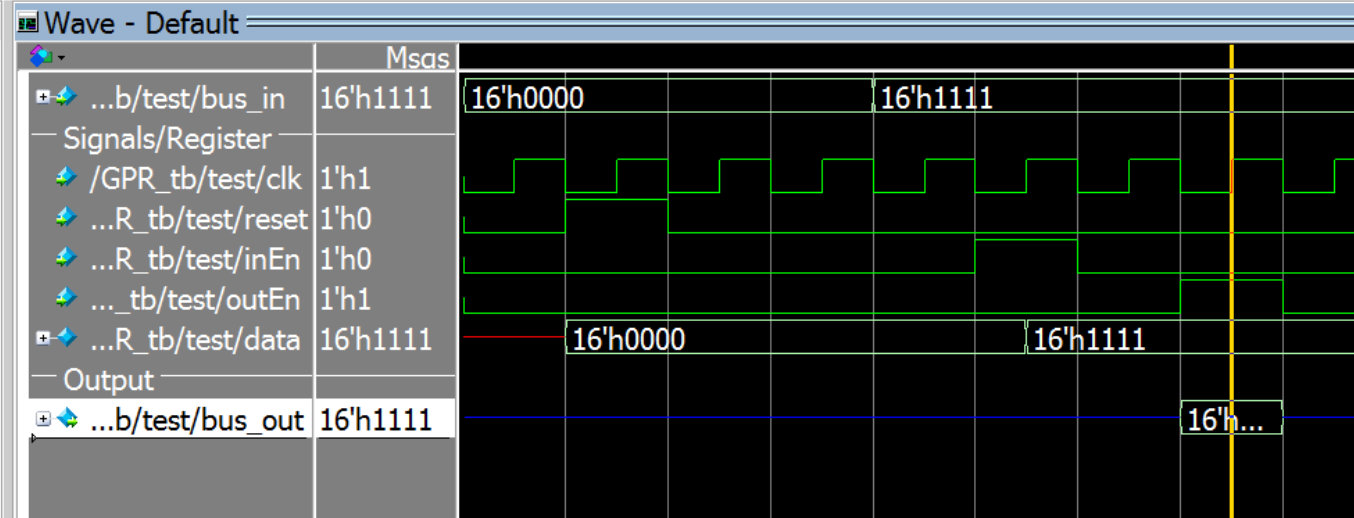 Wave - Default
Msgs
...b/test/bus_in 16'h1111 16'h0000 16'h1111
Signals/Register
/GPR_tb/test/clk 1'h1
...R_tb/test/reset 1'h0
...R_tb/test/inEn 1'h0
..._tb/test/outEn 1'h1
...R_tb/test/data 16'h1111 16'h0000 16'h1111
Output
...b/test/bus_out 16'h1111 16'h...